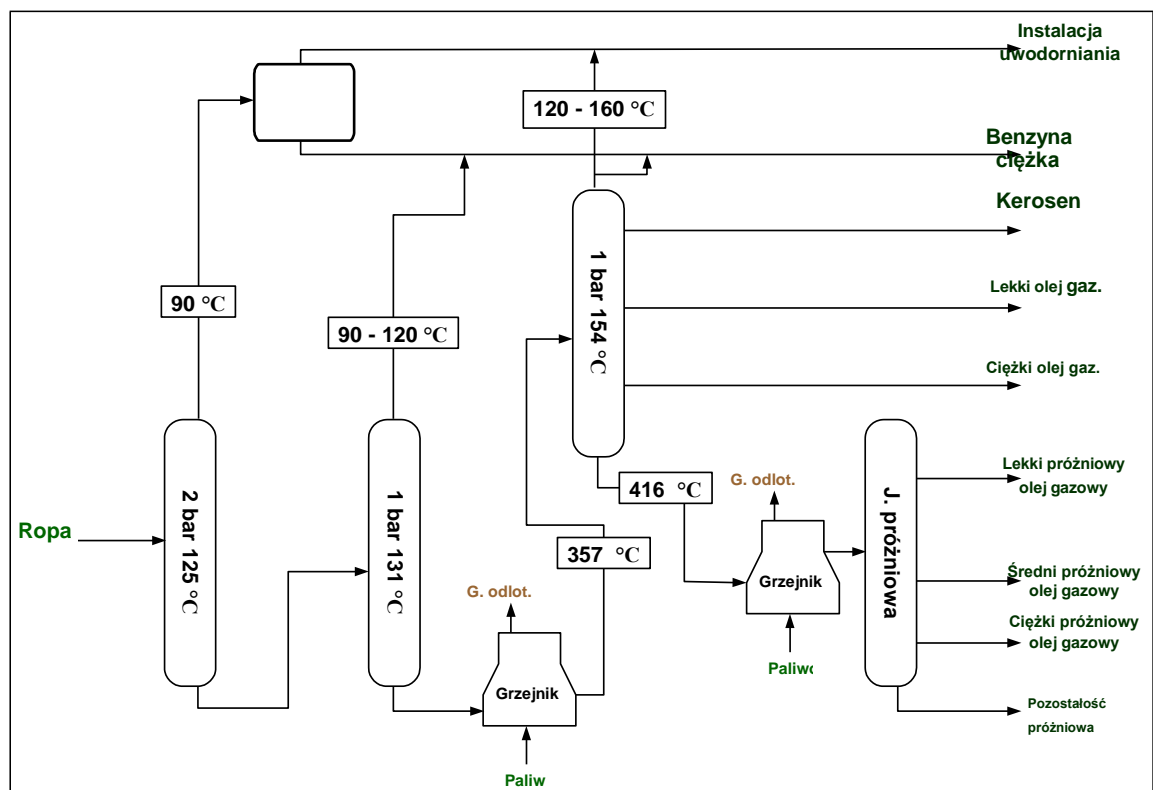 Instalacja
uwodorniania
120 - 160 °C
Benzyna
ciężka
Kerosen
1 bar 154 °C
Lekki olej gaz.
90 °C
90 - 120 °C
Ciężki olej gaz.
416 °C
G. odlot.
Lekki próżniowy
olej gazowy
Ropa
2 bar 125 °C
1 bar 131 °C
357 °C
Grzejnik
J. próżniowa
Średni próżniowy
olej gazowy
G. odlot.
Ciężki próżniowy
olej gazowy
Paliwo
Grzejnik
Pozostałość
próżniowa
Paliw